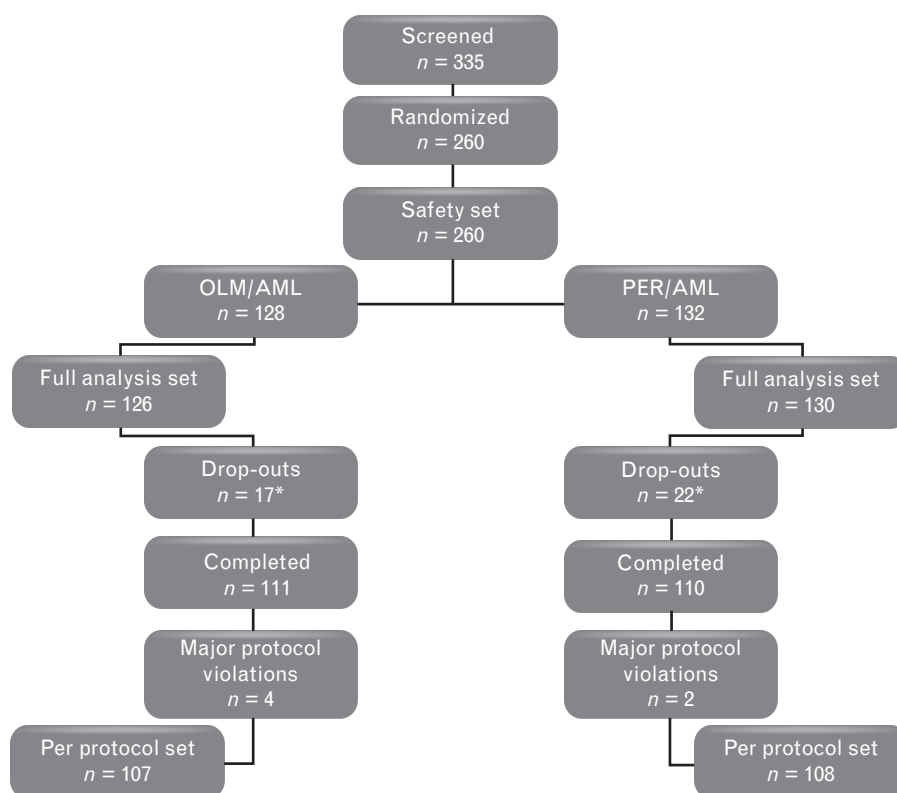 Screened
n = 335
Randomized
n = 260
Safety set
n = 260
OLM/AML
n = 128
PER/AML
n = 132
Full analysis set
n = 126
Full analysis set
n = 130
Drop-outs
n = 17*
Drop-outs
n = 22*
Completed
n = 111
Completed
n = 110
Major protocol
violations
n = 4
Major protocol
violations
n = 2
Per protocol set
n = 107
Per protocol set
n = 108